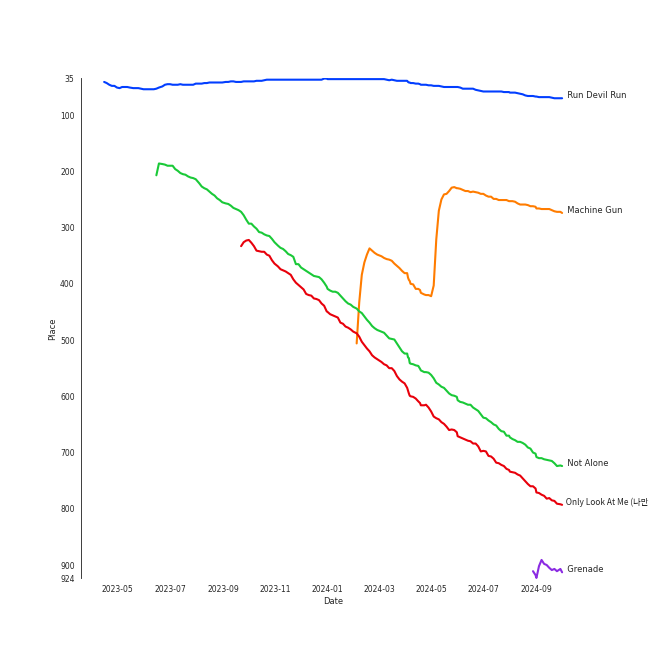 35
100
200
300
400
500
600
700
800
900
924
Place
2023-05
2023-07
2023-09
2023-11
2024-01
2024-03
2024-05
2024-07
2024-09
Date
Run Devil Run
Machine Gun
Not Alone
Only Look At Me (나만
Grenade